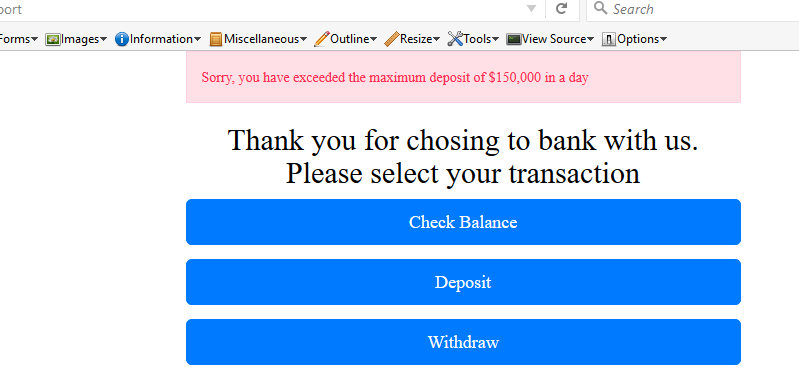 port
Search
Forms Images Information Miscellaneous Outline Resize Tools View Source Options
Sorry, you have exceeded the maximum deposit of $150,000 in a day
Thank you for chosing to bank with us.
Please select your transaction
Check Balance
Deposit
Withdraw